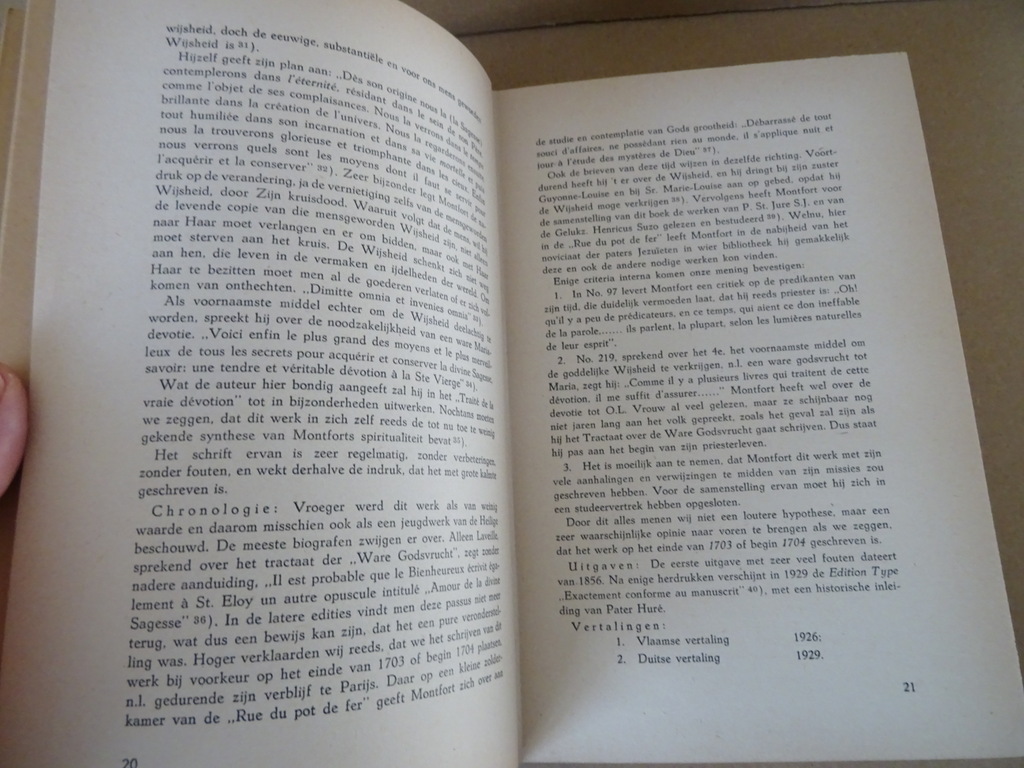 wijsheid, doch de eeuwige, substantiële en voor ons mens geworden
Wijsheid is 31).
Hijzelf geeft zijn plan aan: „Dès son origine nous la (la Sagesse)
contemplerons dans l'éternité, résidant dans le sein de son Père,
comme l'objet de ses complaisances. Nous la verrons dans le temps,
brillante dans la création de l'univers. Nous la regarderons ensuite
tout humiliée dans son incarnation et dans sa vie mortelle et puis
nous la trouverons glorieuse et triomphante dans les cieux. Enfin
nous verrons quels sont les moyens dont il faut se servir pour
l'acquérir et la conserver" 32). Zeer bijzonder legt Montfort de na-
druk op de verandering, ja de vernietiging zelfs van de mensgeworden
Wijsheid, door Zijn kruisdood. Waaruit volgt dat de mens, wil hij
de levende copie van die mensgeworden Wijsheid zijn, niet alleen
naar Haar moet verlangen en er om bidden, maar ook met Haar
moet sterven aan het kruis. De Wijsheid schenkt zich niet weg
aan hen, die leven in de vermaken en ijdelheden der wereld. Om
Haar te bezitten moet men al de goederen verlaten of er zich vol-
komen van onthechten. „Dimitte omnia et invenies omnia" 33).
Als voornaamste middel echter om de Wijsheid deelachtig te
worden, spreekt hij over de noodzakelijkheid van een ware Maria-
devotie. „Voici enfin le plus grand des moyens et le plus merveil-
leux de tous les secrets pour acquérir et conserver la divine Sagesse,
savoir: une tendre et véritable dévotion à la Ste Vierge" 34).
Wat de auteur hier bondig aangeeft zal hij in het „Traité de la
vraie dévotion" tot in bijzonderheden uitwerken. Nochtans moeten
we zeggen, dat dit werk in zich zelf reeds de tot nu toe te weinig
gekende synthese van Montforts spiritualiteit bevat 35).
Het schrift ervan is zeer regelmatig, zonder verbeteringen,
zonder fouten, en wekt derhalve de indruk, dat het met grote kalmte
geschreven is.
Chronologie: Vroeger werd dit werk als van weinig
waarde en daarom misschien ook als een jeugdwerk van de Heilige
beschouwd. De meeste biografen zwijgen er over. Alleen Laveille,
sprekend over het tractaat der „Ware Godsvrucht", zegt zonder
nadere aanduiding, „Il est probable que le Bienheureux écrivit éga-
lement à St. Eloy un autre opuscule intitulé „Amour de la divine
Sagesse" 36). In de latere edities vindt men deze passus niet meer
terug, wat dus een bewijs kan zijn, dat het een pure veronderstel-
ling was. Hoger verklaarden wij reeds, dat we het schrijven van dit
werk bij voorkeur op het einde van 1703 of begin 1704 plaatsen,
n.l. gedurende zijn verblijf te Parijs. Daar op een kleine zolder-
kamer van de „Rue du pot de fer" geeft Montfort zich over aan
20
de studie en contemplatie van Gods grootheid: „Débarrassé de tout
souci d'affaires, ne possédant rien au monde, il s'applique nuit et
jour à l'étude des mystères de Dieu" 37).
Ook de brieven van deze tijd wijzen in dezelfde richting. Voort-
durend heeft hij 't er over de Wijsheid, en hij dringt bij zijn zuster
Guyonne-Louise en bij Sr. Marie-Louise aan op gebed, opdat hij
de Wijsheid moge verkrijgen 38). Vervolgens heeft Montfort voor
de samenstelling van dit boek de werken van P. St. Jure S.J. en van
de Gelukz. Henricus Suzo gelezen en bestudeerd 39). Welnu, hier
in de „Rue du pot de fer" leeft Montfort in de nabijheid van het
noviciaat der paters Jezuïeten in wier bibliotheek hij gemakkelijk
deze en ook de andere nodige werken kon vinden.
Enige criteria interna komen onze mening bevestigen:
1. In No. 97 levert Montfort een critiek op de predikanten van
zijn tijd, die duidelijk vermoeden laat, dat hij reeds priester is: „Oh!
qu'il y a peu de prédicateurs, en ce temps, qui aient ce don ineffable
de la parole...... ils parlent, la plupart, selon les lumières naturelles
de leur esprit".
2. No. 219, sprekend over het 4e, het voornaamste middel om
de goddelijke Wijsheid te verkrijgen, n.l. een ware godsvrucht tot
Maria, zegt hij: „Comme il y a plusieurs livres qui traitent de cette
dévotion, il me suffit d'assurer......" Montfort heeft wel over de
devotie tot O.L. Vrouw al veel gelezen, maar ze schijnbaar nog
niet jaren lang aan het volk gepreekt, zoals het geval zal zijn als
hij het Tractaat over de Ware Godsvrucht gaat schrijven. Dus staat
hij pas aan het begin van zijn priesterleven.
3. Het is moeilijk aan te nemen, dat Montfort dit werk met zijn
vele aanhalingen en verwijzingen te midden van zijn missies zou
geschreven hebben. Voor de samenstelling ervan moet hij zich in
een studeervertrek hebben opgesloten.
Door dit alles menen wij niet een loutere hypothese, maar een
zeer waarschijnlijke opinie naar voren te brengen als we zeggen,
dat het werk op het einde van 1703 of begin 1704 geschreven is.
Uitgaven: De eerste uitgave met zeer veel fouten dateert
van 1856. Na enige herdrukken verschijnt in 1929 de Edition Type
„Exactement conforme au manuscrit" 40), met een historische inlei-
ding van Pater Huré.
Vertalingen:
1. Vlaamse vertaling 1926;
2. Duitse vertaling 1929.
21